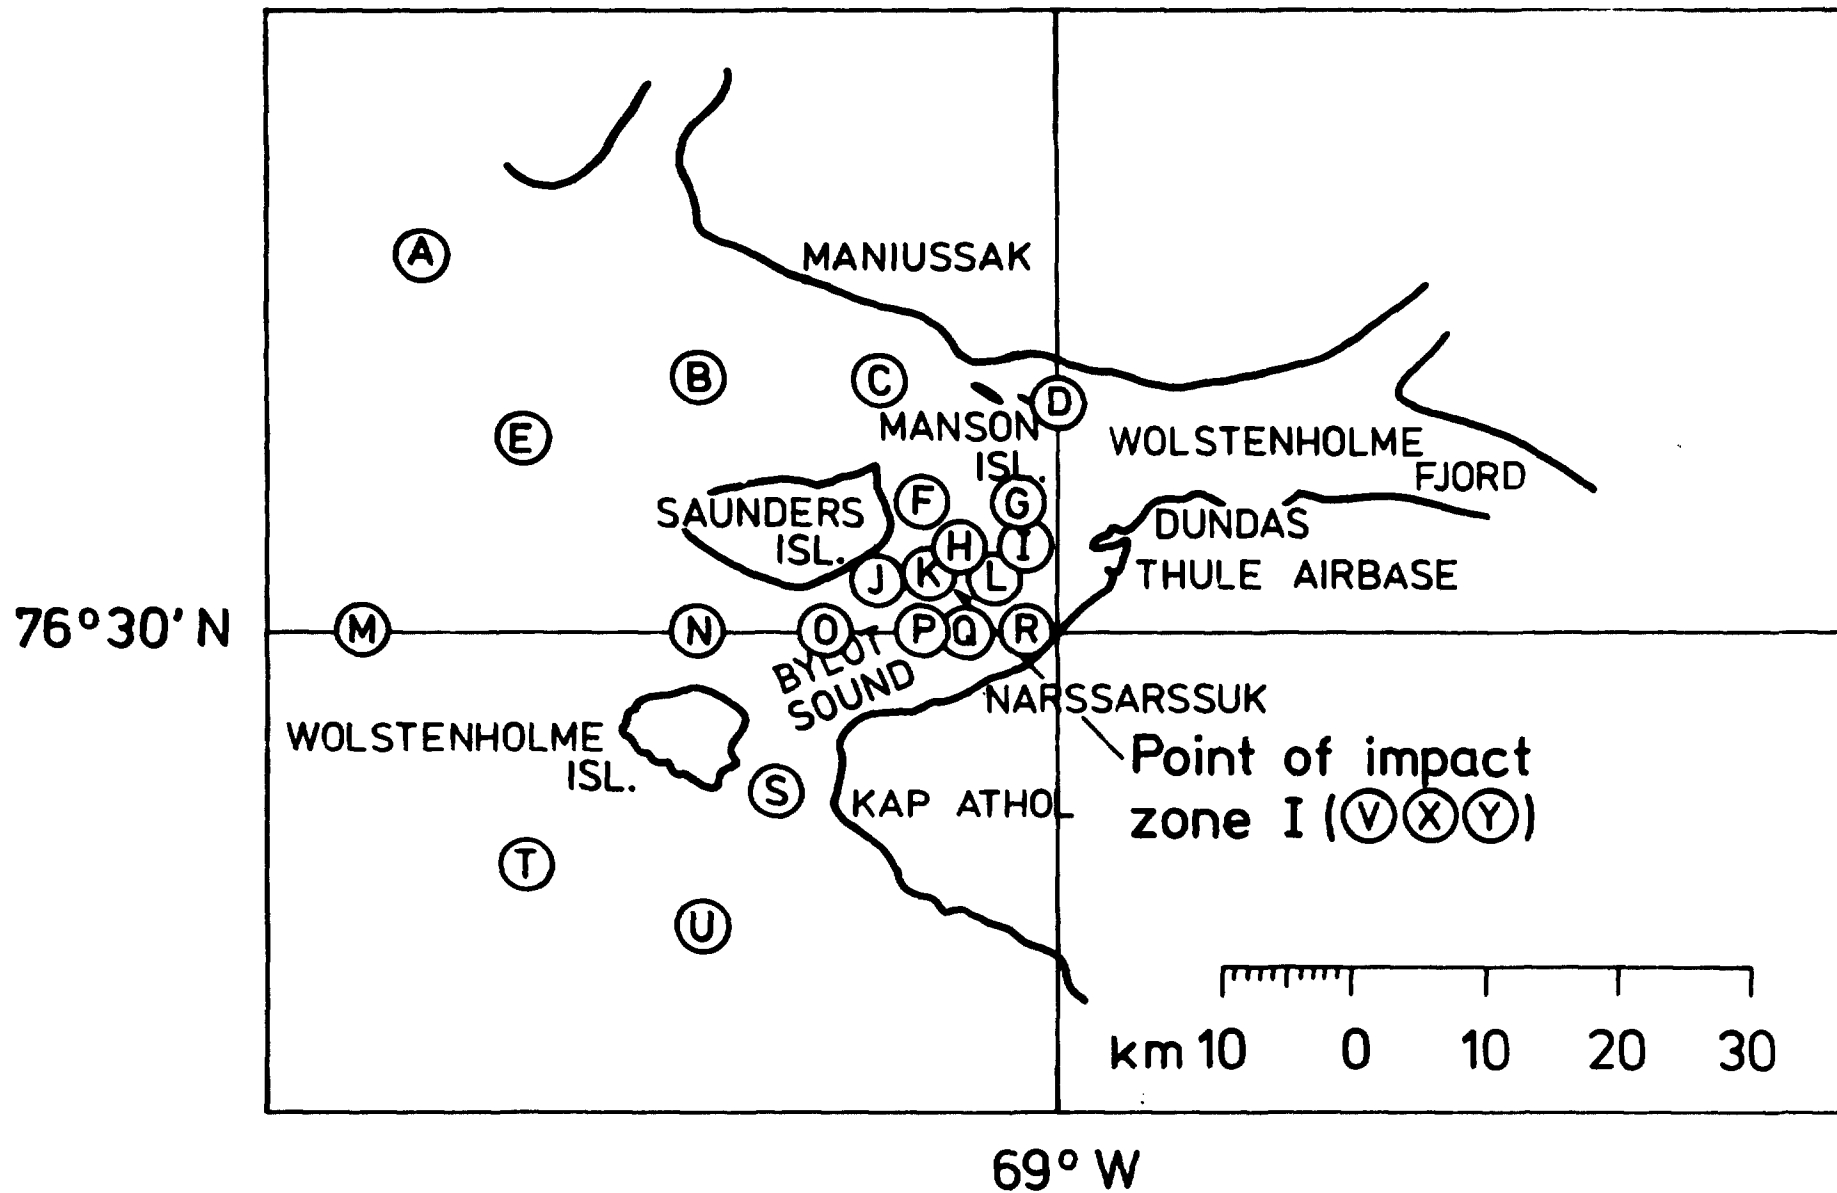 A
MANIUSSAK
B
C
D
MANSON
ISL.
E
WOLSTENHOLME
FJORD
SAUNDERS
ISL.
F
G
DUNDAS
H
I
J
K
L
THULE AIRBASE
76°30'N
M
N
O
P
Q
R
BYLOT
SOUND
NARSSARSSUK
WOLSTENHOLME
ISL.
Point of impact
zone I (V X Y)
S
KAP ATHOL
T
U
km 10 0 10 20 30
69° W